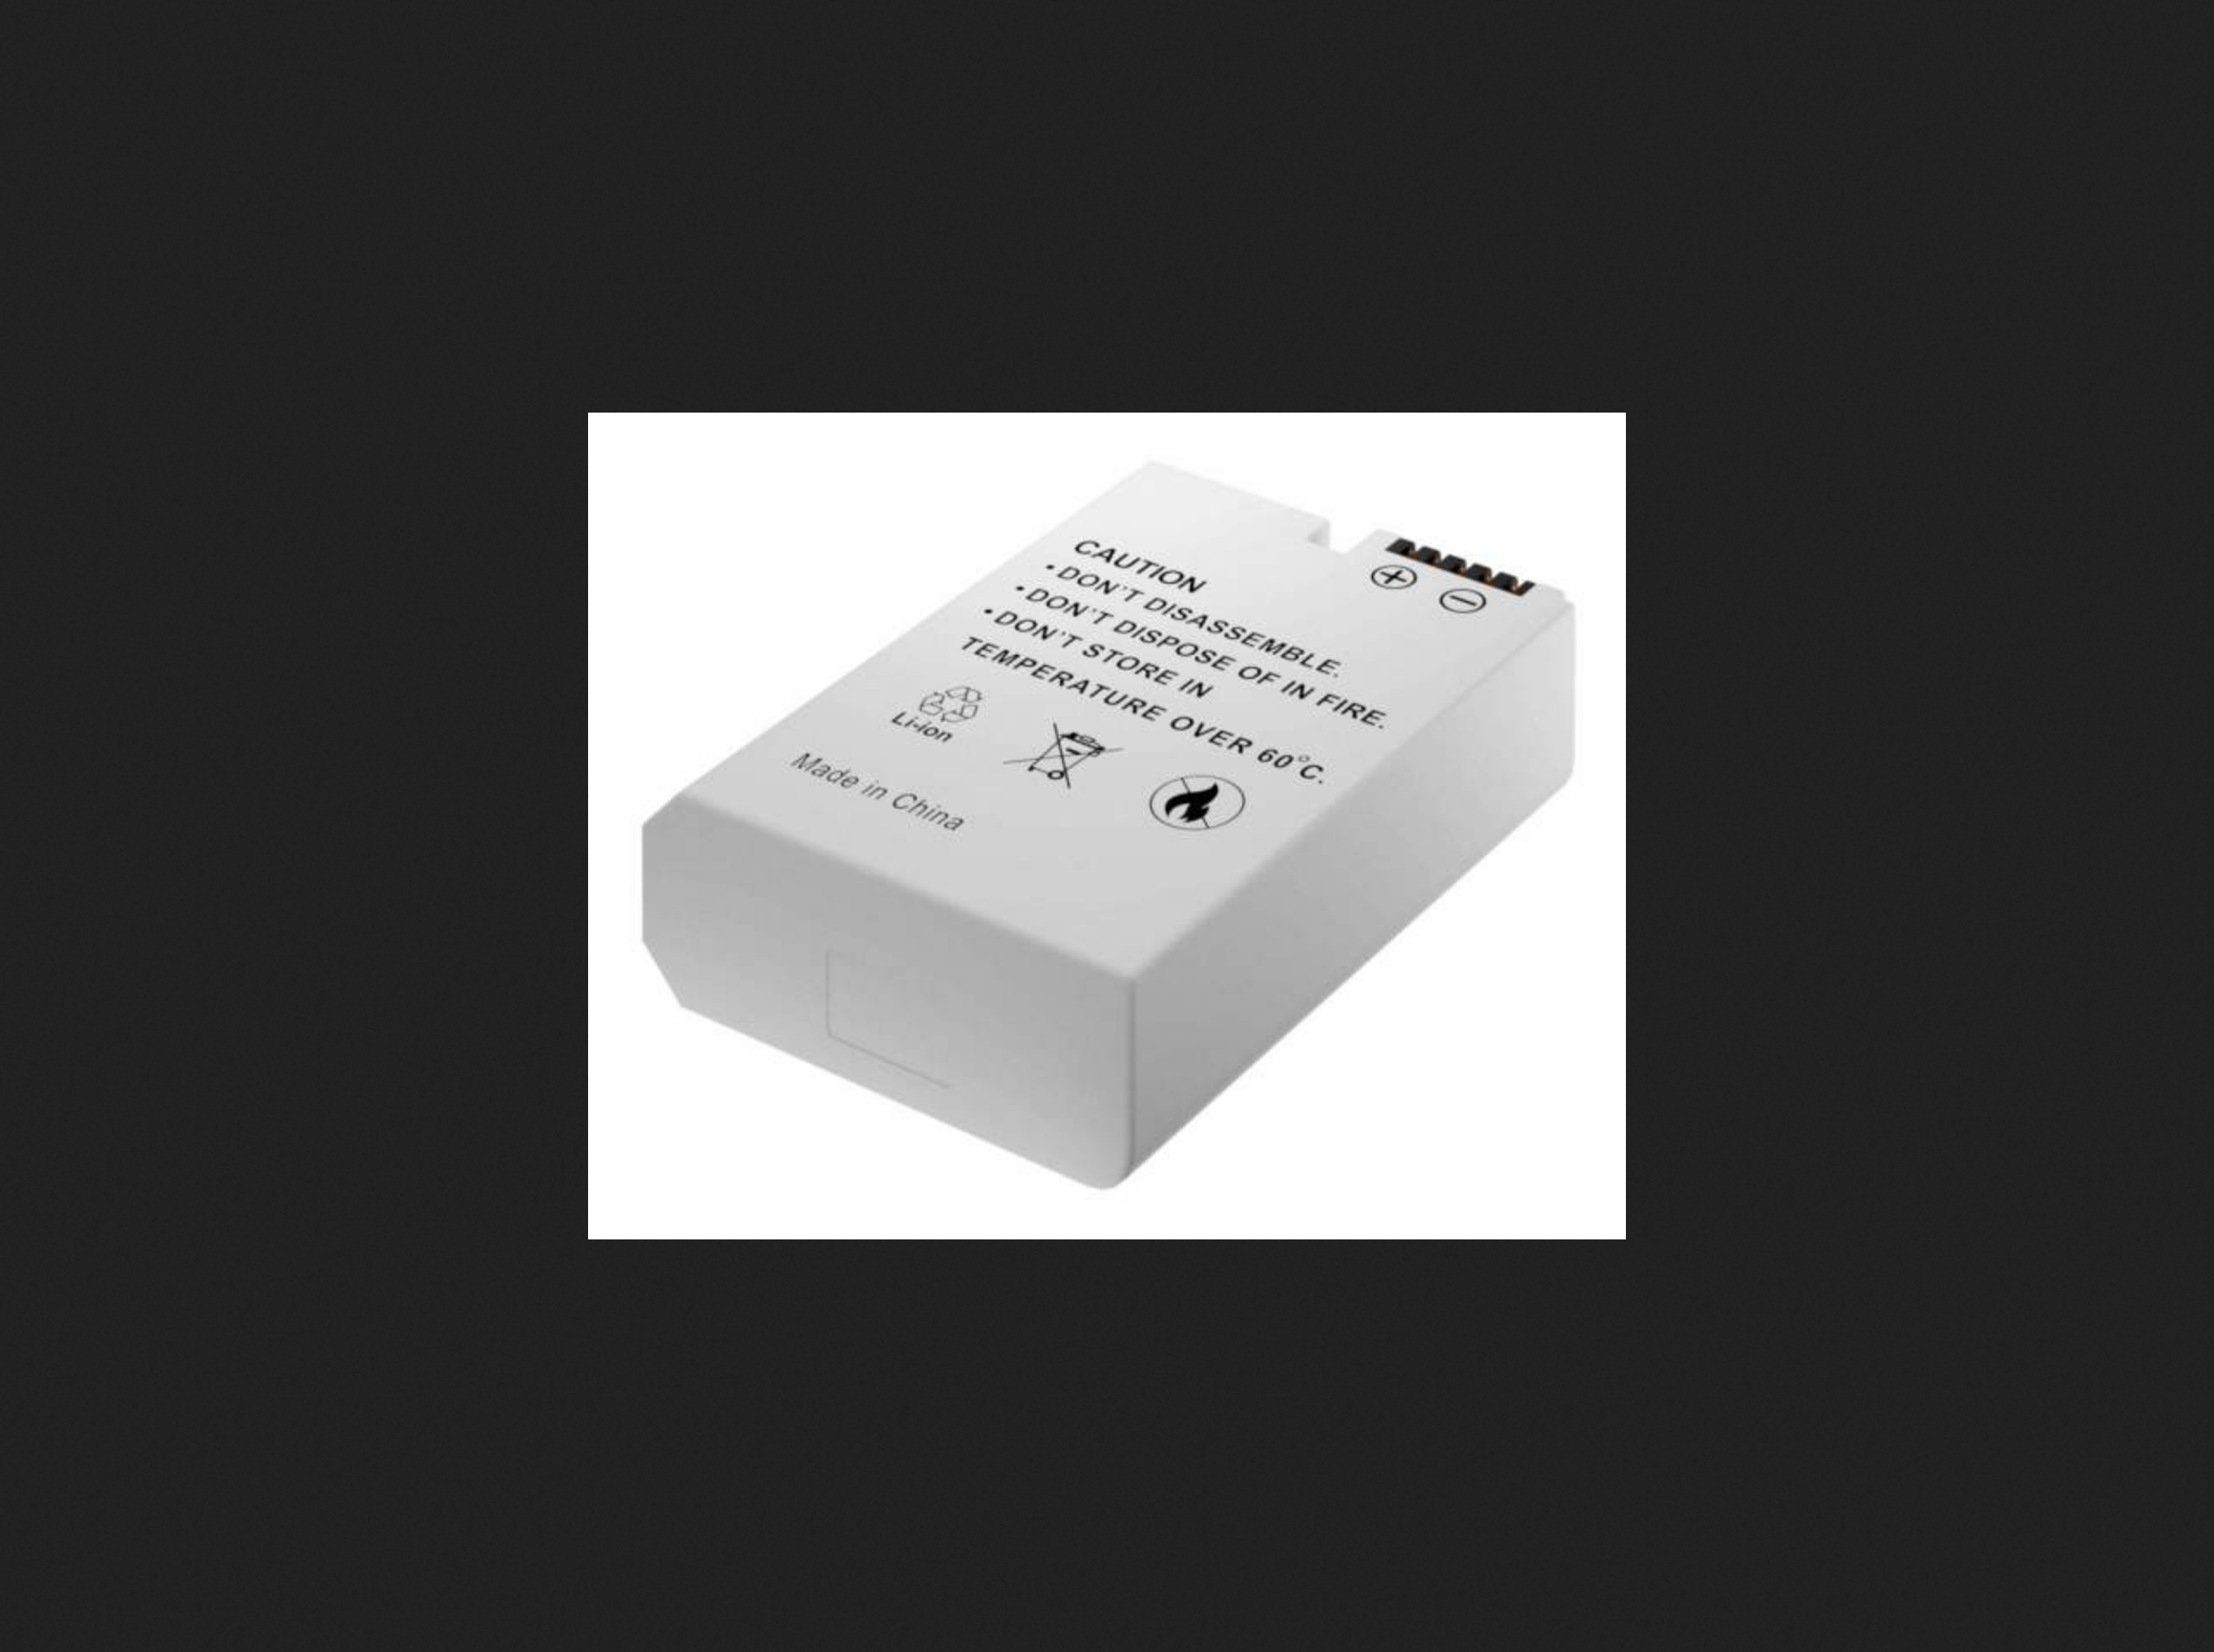 CAUTION
•DON'T DISASSEMBLE.
•DON'T DISPOSE OF IN FIRE.
•DON'T STORE IN
TEMPERATURE OVER 60°C.
Li-ion
Made in China